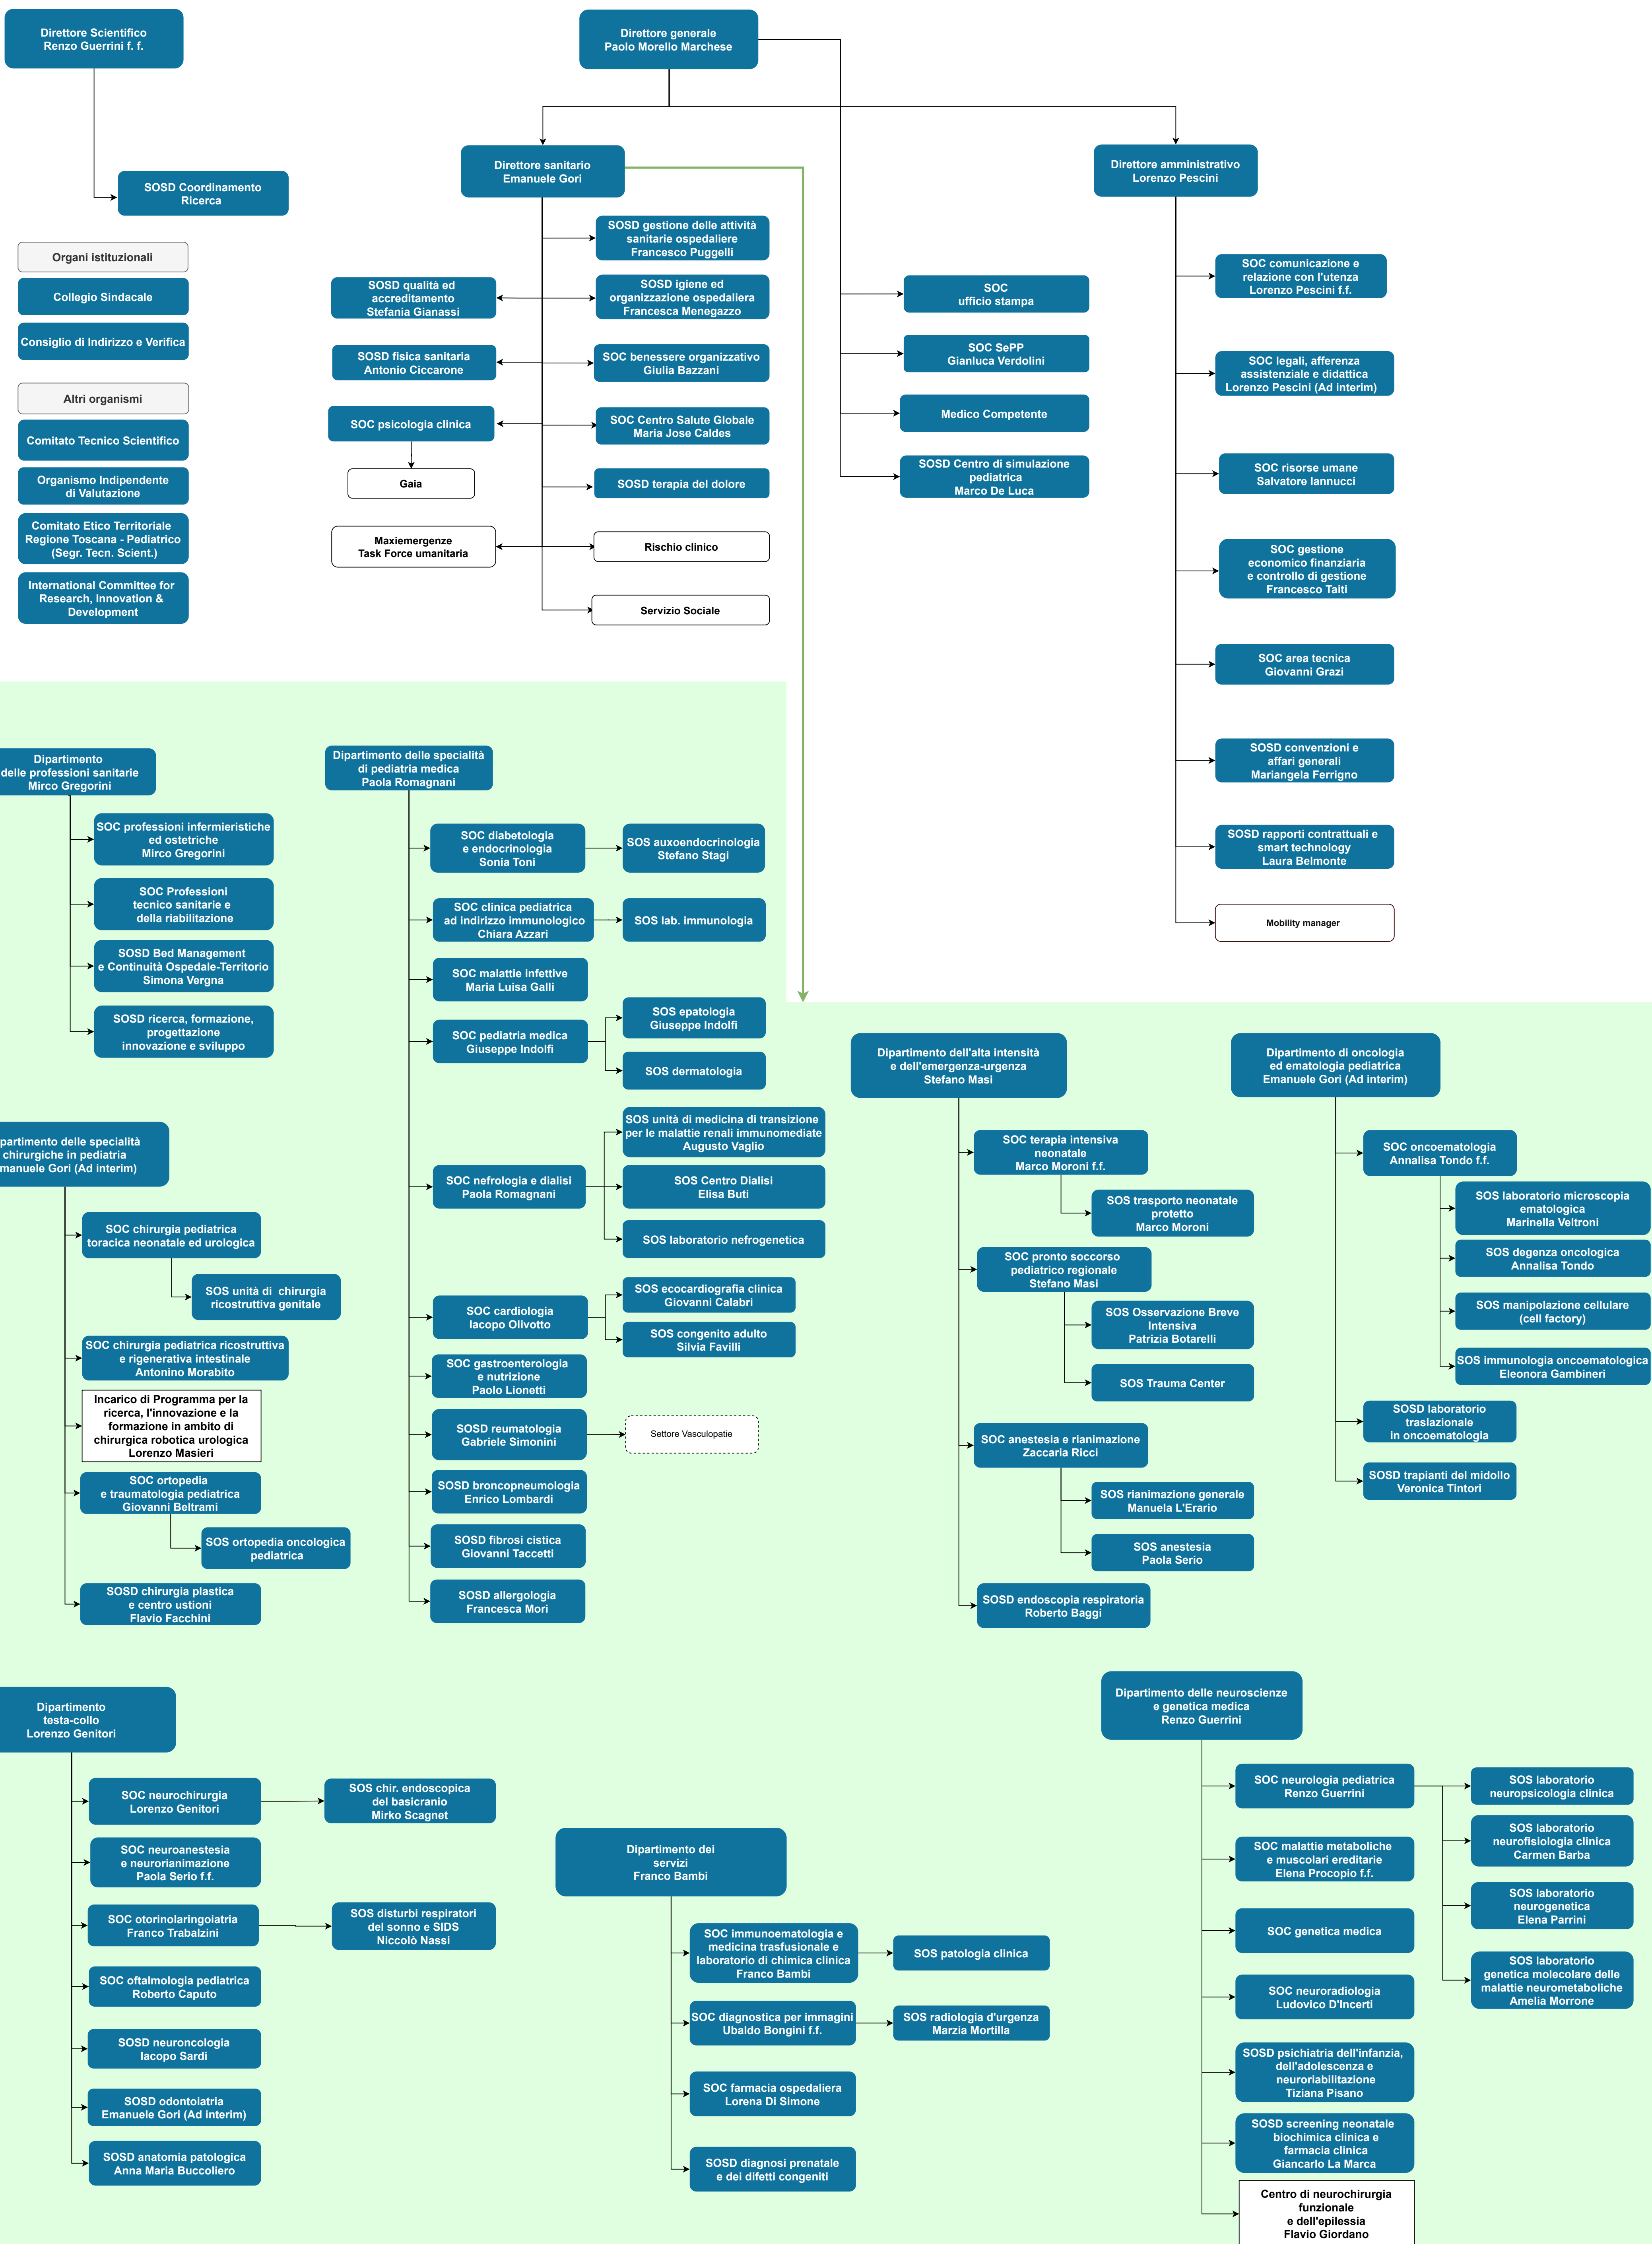 Direttore Scientifico
Renzo Guerrini f. f.
Direttore generale
Paolo Morello Marchese
Direttore sanitario
Emanuele Gori
Direttore amministrativo
Lorenzo Pescini
SOSD Coordinamento
Ricerca
Organi istituzionali
Collegio Sindacale
Consiglio di Indirizzo e Verifica
Altri organismi
Comitato Tecnico Scientifico
Organismo Indipendente
di Valutazione
Comitato Etico Territoriale
Regione Toscana - Pediatrico
(Segr. Tecn. Scient.)
International Committee for
Research, Innovation &
Development
SOSD qualità ed
accreditamento
Stefania Gianassi
SOSD fisica sanitaria
Antonio Ciccarone
SOC psicologia clinica
Gaia
Maxiemergenze
Task Force umanitaria
SOSD gestione delle attività
sanitarie ospedaliere
Francesco Puggelli
SOSD igiene ed
organizzazione ospedaliera
Francesca Menegazzo
SOC benessere organizzativo
Giulia Bazzani
SOC Centro Salute Globale
Maria Jose Caldes
SOSD terapia del dolore
Rischio clinico
Servizio Sociale
SOC
ufficio stampa
SOC SePP
Gianluca Verdolini
Medico Competente
SOSD Centro di simulazione
pediatrica
Marco De Luca
SOC comunicazione e
relazione con l'utenza
Lorenzo Pescini f.f.
SOC legali, afferenza
assistenziale e didattica
Lorenzo Pescini (Ad interim)
SOC risorse umane
Salvatore Iannucci
SOC gestione
economico finanziaria
e controllo di gestione
Francesco Taiti
SOC area tecnica
Giovanni Grazi
SOSD convenzioni e
affari generali
Mariangela Ferrigno
SOSD rapporti contrattuali e
smart technology
Laura Belmonte
Mobility manager
Dipartimento
delle professioni sanitarie
Mirco Gregorini
SOC professioni infermieristiche
ed ostetriche
Mirco Gregorini
SOC Professioni
tecnico sanitarie e
della riabilitazione
SOSD Bed Management
e Continuità Ospedale-Territorio
Simona Vergna
SOSD ricerca, formazione,
progettazione
innovazione e sviluppo
partimento delle specialità
chirurgiche in pediatria
manuele Gori (Ad interim)
SOC chirurgia pediatrica
toracica neonatale ed urologica
SOS unità di chirurgia
ricostruttiva genitale
SOC chirurgia pediatrica ricostruttiva
e rigenerativa intestinale
Antonino Morabito
Incarico di Programma per la
ricerca, l'innovazione e la
formazione in ambito di
chirurgica robotica urologica
Lorenzo Masieri
SOC ortopedia
e traumatologia pediatrica
Giovanni Beltrami
SOS ortopedia oncologica
pediatrica
SOSD chirurgia plastica
e centro ustioni
Flavio Facchini
Dipartimento delle specialità
di pediatria medica
Paola Romagnani
SOC diabetologia
e endocrinologia
Sonia Toni
SOS auxoendocrinologia
Stefano Stagi
SOC clinica pediatrica
ad indirizzo immunologico
Chiara Azzari
SOS lab. immunologia
SOC malattie infettive
Maria Luisa Galli
SOC pediatria medica
Giuseppe Indolfi
SOS epatologia
Giuseppe Indolfi
SOS dermatologia
SOC nefrologia e dialisi
Paola Romagnani
SOS unità di medicina di transizione
per le malattie renali immunomediate
Augusto Vaglio
SOS Centro Dialisi
Elisa Buti
SOS laboratorio nefrogenetica
SOC cardiologia
Iacopo Olivotto
SOS ecocardiografia clinica
Giovanni Calabri
SOS congenito adulto
Silvia Favilli
SOC gastroenterologia
e nutrizione
Paolo Lionetti
SOSD reumatologia
Gabriele Simonini
Settore Vasculopatie
SOSD broncopneumologia
Enrico Lombardi
SOSD fibrosi cistica
Giovanni Taccetti
SOSD allergologia
Francesca Mori
Dipartimento dell'alta intensità
e dell'emergenza-urgenza
Stefano Masi
SOC terapia intensiva
neonatale
Marco Moroni f.f.
SOS trasporto neonatale
protetto
Marco Moroni
SOC pronto soccorso
pediatrico regionale
Stefano Masi
SOS Osservazione Breve
Intensiva
Patrizia Botarelli
SOS Trauma Center
SOC anestesia e rianimazione
Zaccaria Ricci
SOS rianimazione generale
Manuela L'Erario
SOS anestesia
Paola Serio
SOSD endoscopia respiratoria
Roberto Baggi
Dipartimento di oncologia
ed ematologia pediatrica
Emanuele Gori (Ad interim)
SOC oncoematologia
Annalisa Tondo f.f.
SOS laboratorio microscopia
ematologica
Marinella Veltroni
SOS degenza oncologica
Annalisa Tondo
SOS manipolazione cellulare
(cell factory)
SOS immunologia oncoematologica
Eleonora Gambineri
SOSD laboratorio
traslazionale
in oncoematologia
SOSD trapianti del midollo
Veronica Tintori
Dipartimento
testa-collo
Lorenzo Genitori
SOC neurochirurgia
Lorenzo Genitori
SOS chir. endoscopica
del basicranio
Mirko Scagnet
SOC neuroanestesia
e neurorianimazione
Paola Serio f.f.
SOC otorinolaringoiatria
Franco Trabalzini
SOS disturbi respiratori
del sonno e SIDS
Niccolò Nassi
SOC oftalmologia pediatrica
Roberto Caputo
SOSD neuroncologia
Iacopo Sardi
SOSD odontoiatria
Emanuele Gori (Ad interim)
SOSD anatomia patologica
Anna Maria Buccoliero
Dipartimento dei
servizi
Franco Bambi
SOC immunoematologia e
medicina trasfusionale e
laboratorio di chimica clinica
Franco Bambi
SOS patologia clinica
SOC diagnostica per immagini
Ubaldo Bongini f.f.
SOS radiologia d'urgenza
Marzia Mortilla
SOC farmacia ospedaliera
Lorena Di Simone
SOSD diagnosi prenatale
e dei difetti congeniti
Dipartimento delle neuroscienze
e genetica medica
Renzo Guerrini
SOC neurologia pediatrica
Renzo Guerrini
SOS laboratorio
neuropsicologia clinica
SOS laboratorio
neurofisiologia clinica
Carmen Barba
SOS laboratorio
neurogenetica
Elena Parrini
SOS laboratorio
genetica molecolare delle
malattie neurometaboliche
Amelia Morrone
SOC malattie metaboliche
e muscolari ereditarie
Elena Procopio f.f.
SOC genetica medica
SOC neuroradiologia
Ludovico D'Incerti
SOSD psichiatria dell'infanzia,
dell'adolescenza e
neuroriabilitazione
Tiziana Pisano
SOSD screening neonatale
biochimica clinica e
farmacia clinica
Giancarlo La Marca
Centro di neurochirurgia
funzionale
e dell'epilessia
Flavio Giordano